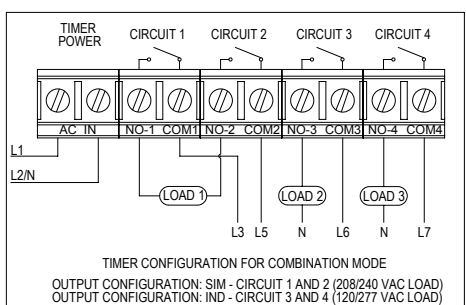 TIMER POWER
CIRCUIT 1
CIRCUIT 2
CIRCUIT 3
CIRCUIT 4
AC IN
NO-1
COM1
NO-2
COM2
NO-3
COM3
NO-4
COM4
L1
L2/N
LOAD 1
LOAD 2
LOAD 3
L3
L5
N
L6
N
L7
TIMER CONFIGURATION FOR COMBINATION MODE
OUTPUT CONFIGURATION: SIM - CIRCUIT 1 AND 2 (208/240 VAC LOAD)
OUTPUT CONFIGURATION: IND - CIRCUIT 3 AND 4 (120/277 VAC LOAD)